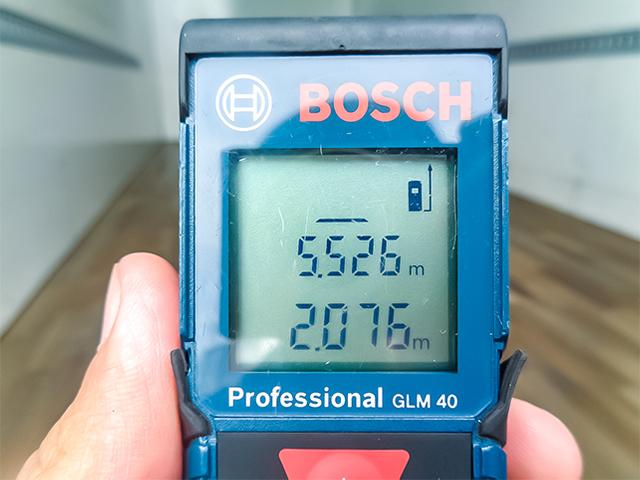 BOSCH
5.526 m
2.076 m
Professional GLM 40